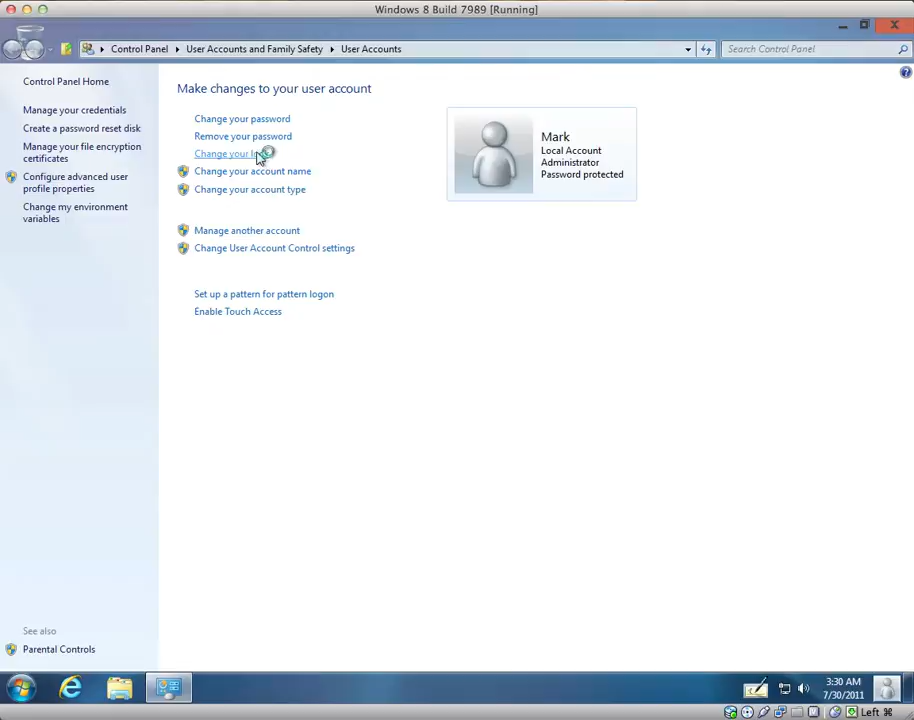 Windows 8 Build 7989 [Running]
Control Panel User Accounts and Family Safety User Accounts
Search Control Panel
Control Panel Home
Manage your credentials
Create a password reset disk
Manage your file encryption
certificates
Configure advanced user
profile properties
Change my environment
variables
See also
Parental Controls
Make changes to your user account
Change your password
Remove your password
Change your
Change your account name
Change your account type
Manage another account
Change User Account Control settings
Set up a pattern for pattern logon
Enable Touch Access
Mark
Local Account
Administrator
Password protected
3:30 AM
7/30/2011
Left ⌘